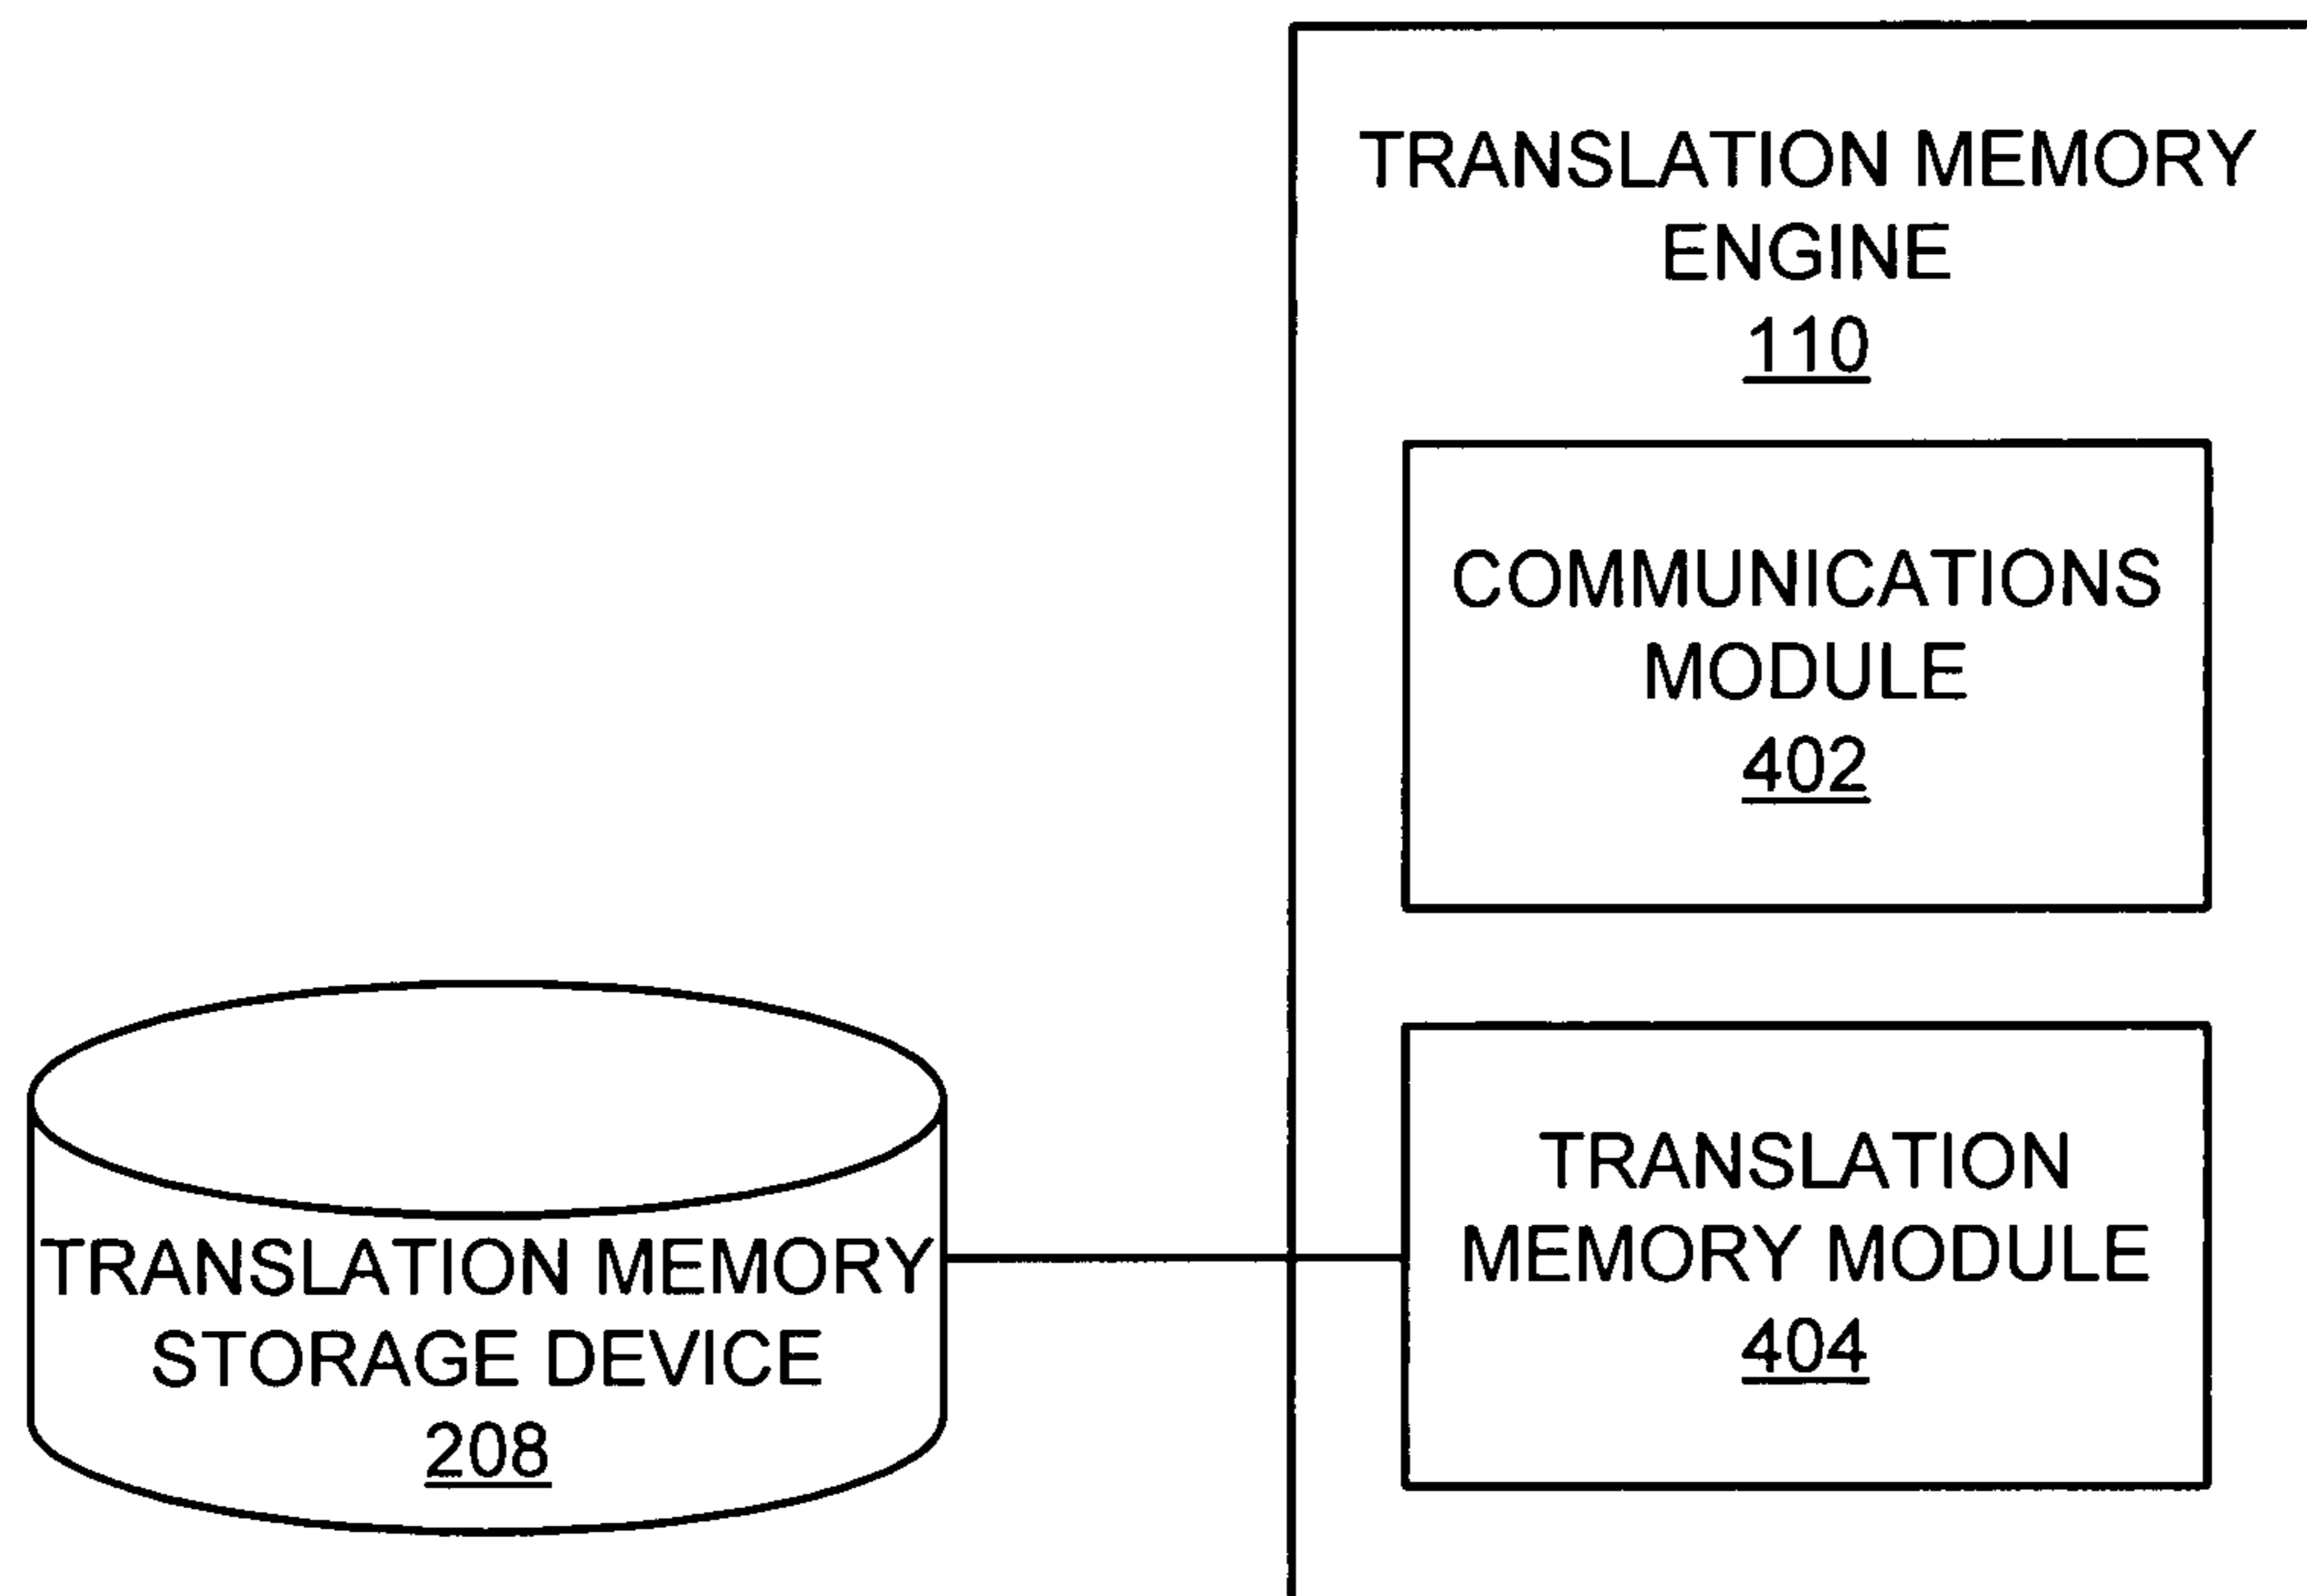 TRANSLATION MEMORY
ENGINE
110
COMMUNICATIONS
MODULE
402
TRANSLATION
MEMORY MODULE
404
TRANSLATION MEMORY
STORAGE DEVICE
208